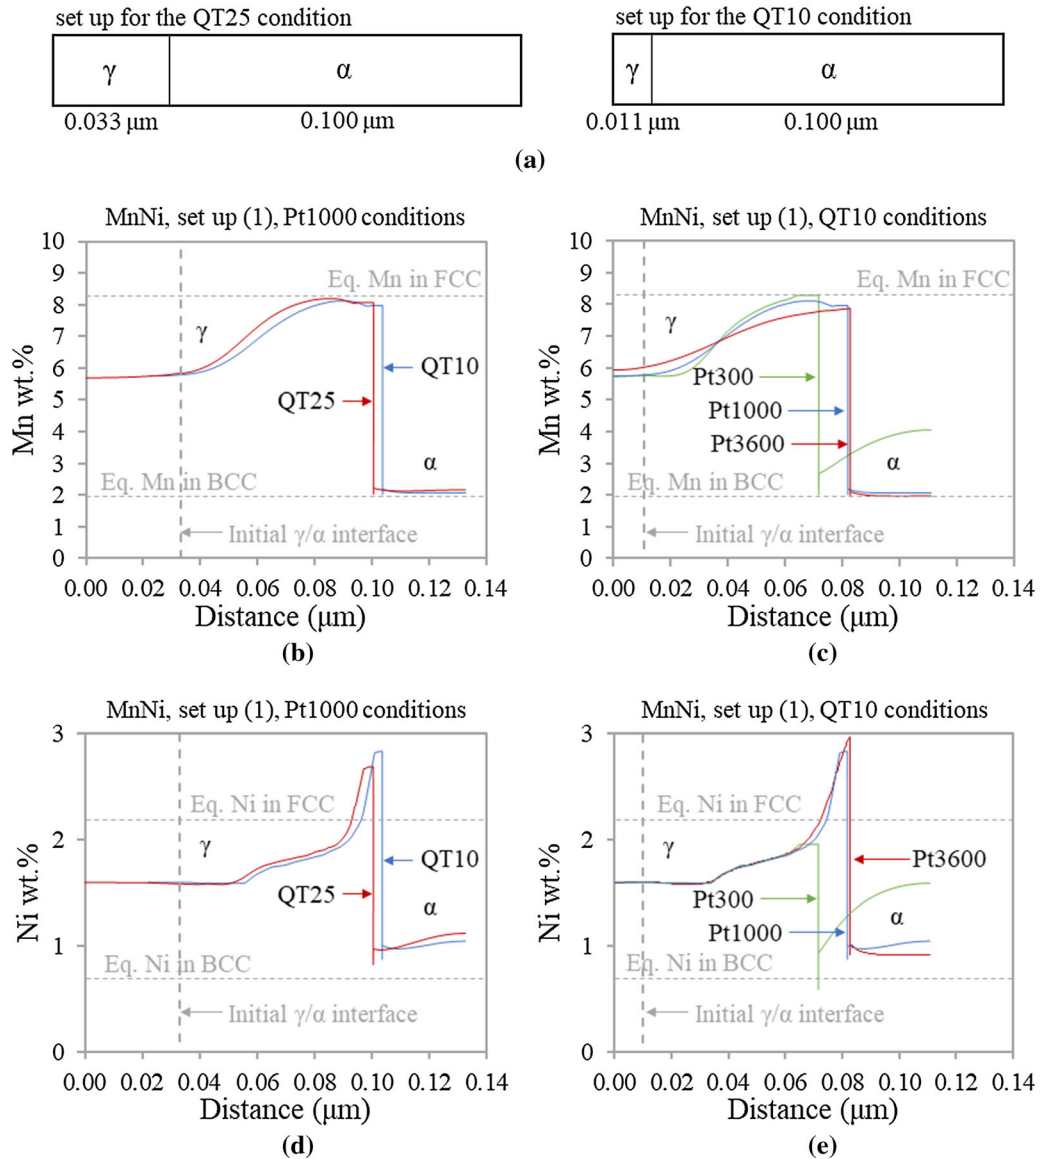 set up for the QT25 condition
set up for the QT10 condition
γ
α
γ
α
0.033 μm
0.100 μm
0.011 μm
0.100 μm
(a)
MnNi, set up (1), Pt1000 conditions
10
9
8
7
6
5
4
3
2
1
0
Mn wt.%
Eq. Mn in FCC
γ
QT10
QT25
α
Eq. Mn in BCC
Initial γ/α interface
0.00 0.02 0.04 0.06 0.08 0.10 0.12 0.14
Distance (μm)
(b)
MnNi, set up (1), QT10 conditions
10
9
8
7
6
5
4
3
2
1
0
Mn wt.%
Eq. Mn in FCC
γ
Pt300
Pt1000
Pt3600
α
Eq. Mn in BCC
Initial γ/α interface
0.00 0.02 0.04 0.06 0.08 0.10 0.12 0.14
Distance (μm)
(c)
MnNi, set up (1), Pt1000 conditions
3
2
1
0
Ni wt.%
Eq. Ni in FCC
γ
QT10
QT25
α
Eq. Ni in BCC
Initial γ/α interface
0.00 0.02 0.04 0.06 0.08 0.10 0.12 0.14
Distance (μm)
(d)
MnNi, set up (1), QT10 conditions
3
2
1
0
Ni wt.%
Eq. Ni in FCC
γ
Pt3600
Pt300
α
Pt1000
Eq. Ni in BCC
Initial γ/α interface
0.00 0.02 0.04 0.06 0.08 0.10 0.12 0.14
Distance (μm)
(e)